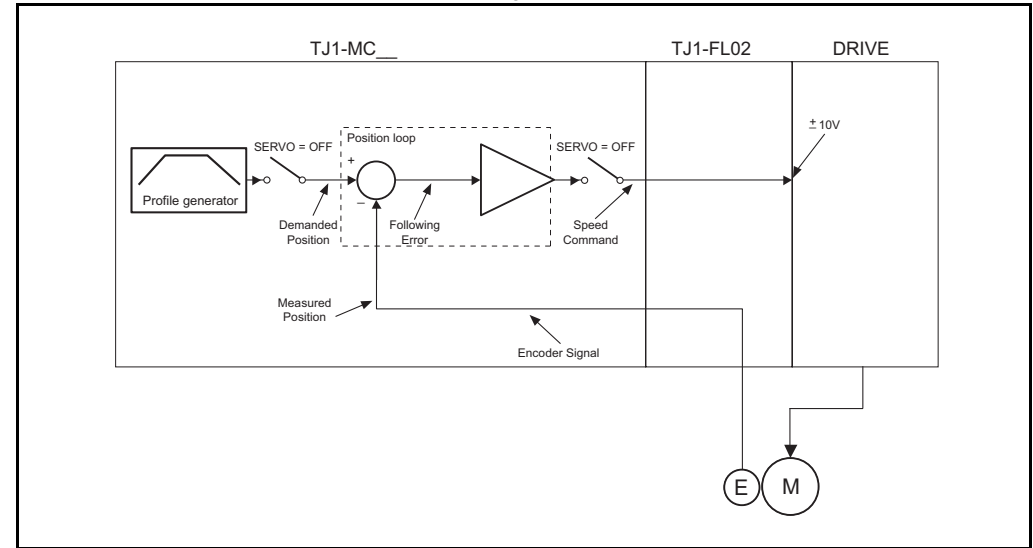 TJ1-MC__
TJ1-FL02
DRIVE
± 10V
Position loop
SERVO = OFF
SERVO = OFF
+
Profile generator
–
Demanded
Position
Following
Error
Speed
Command
Measured
Position
Encoder Signal
E
M